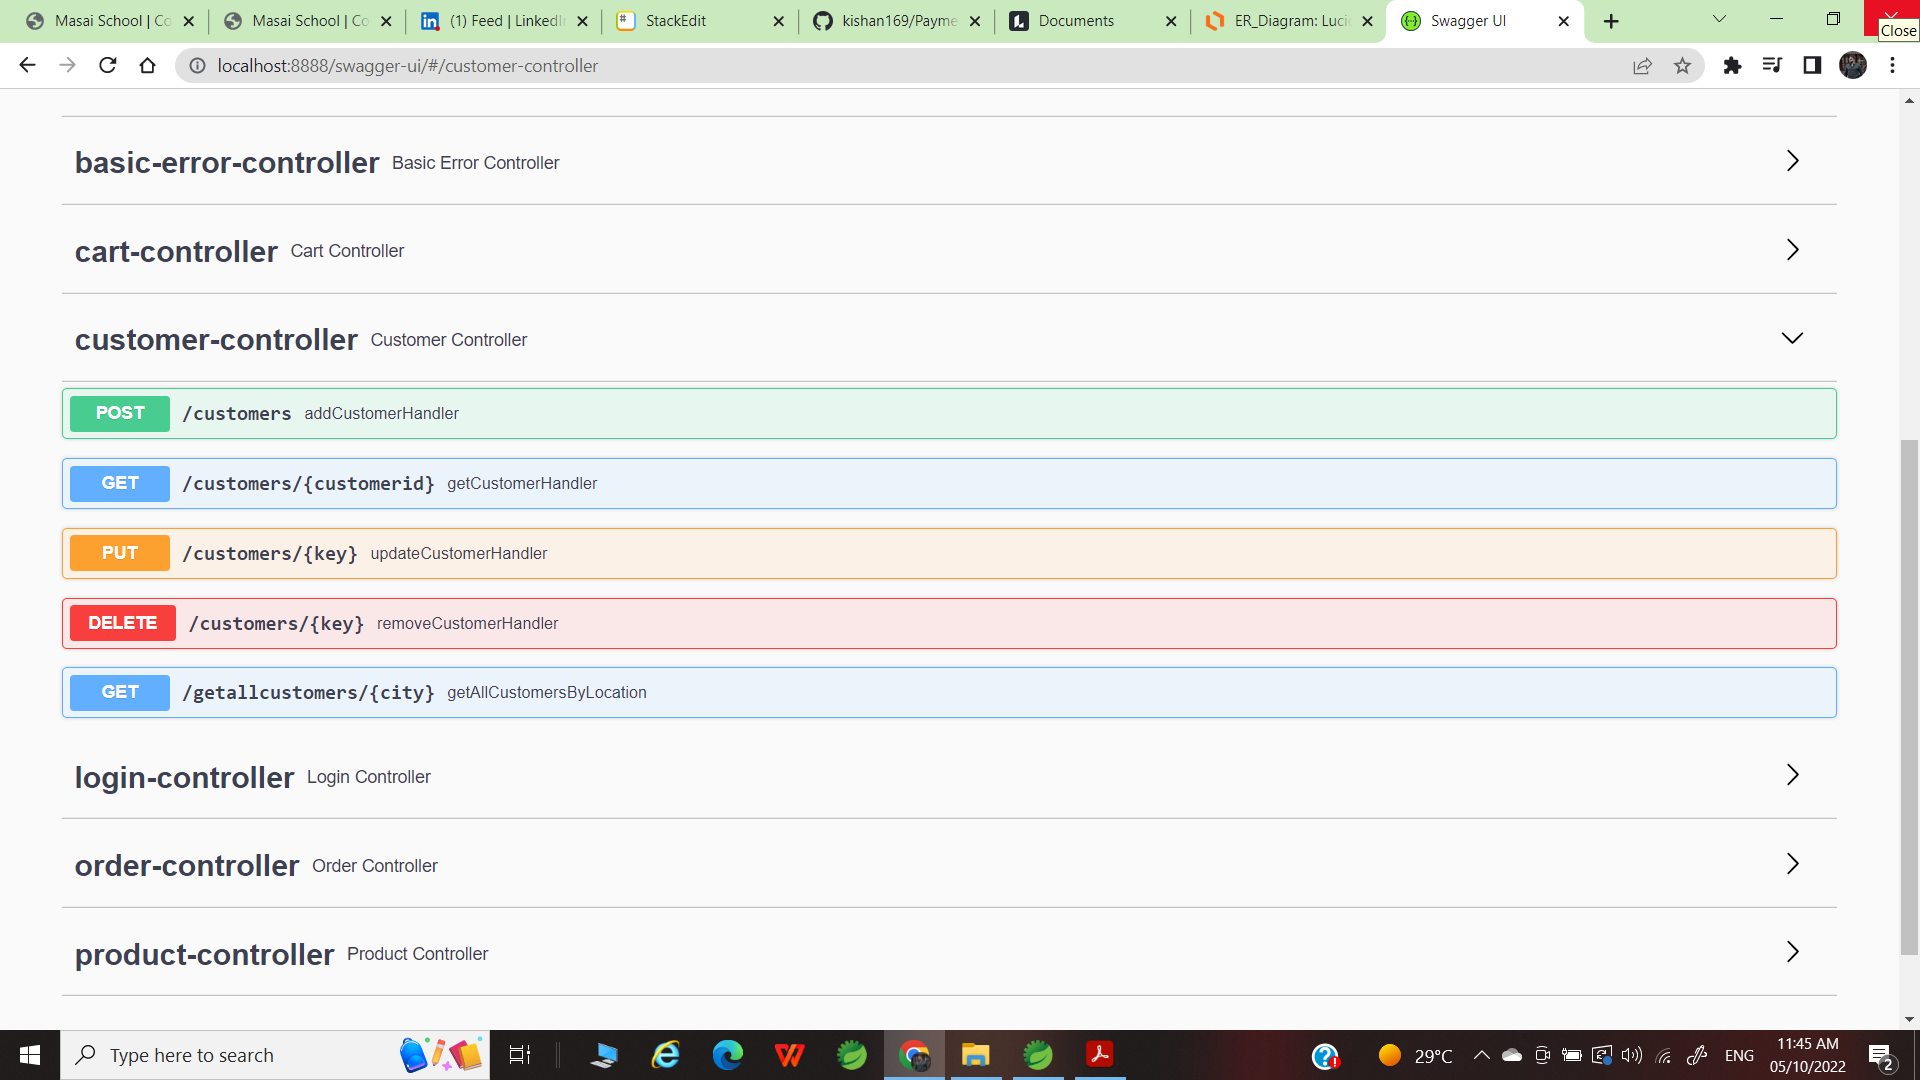 Masai School | Co
Masai School | Co
(1) Feed | LinkedIn
StackEdit
kishan169/Payme
Documents
ER_Diagram: Lucid
Swagger UI
Close
localhost:8888/swagger-ui/#/customer-controller
basic-error-controller Basic Error Controller
cart-controller Cart Controller
customer-controller Customer Controller
POST /customers addCustomerHandler
GET /customers/{customerid} getCustomerHandler
PUT /customers/{key} updateCustomerHandler
DELETE /customers/{key} removeCustomerHandler
GET /getallcustomers/{city} getAllCustomersByLocation
login-controller Login Controller
order-controller Order Controller
product-controller Product Controller
Type here to search
29°C
ENG
11:45 AM
05/10/2022
2